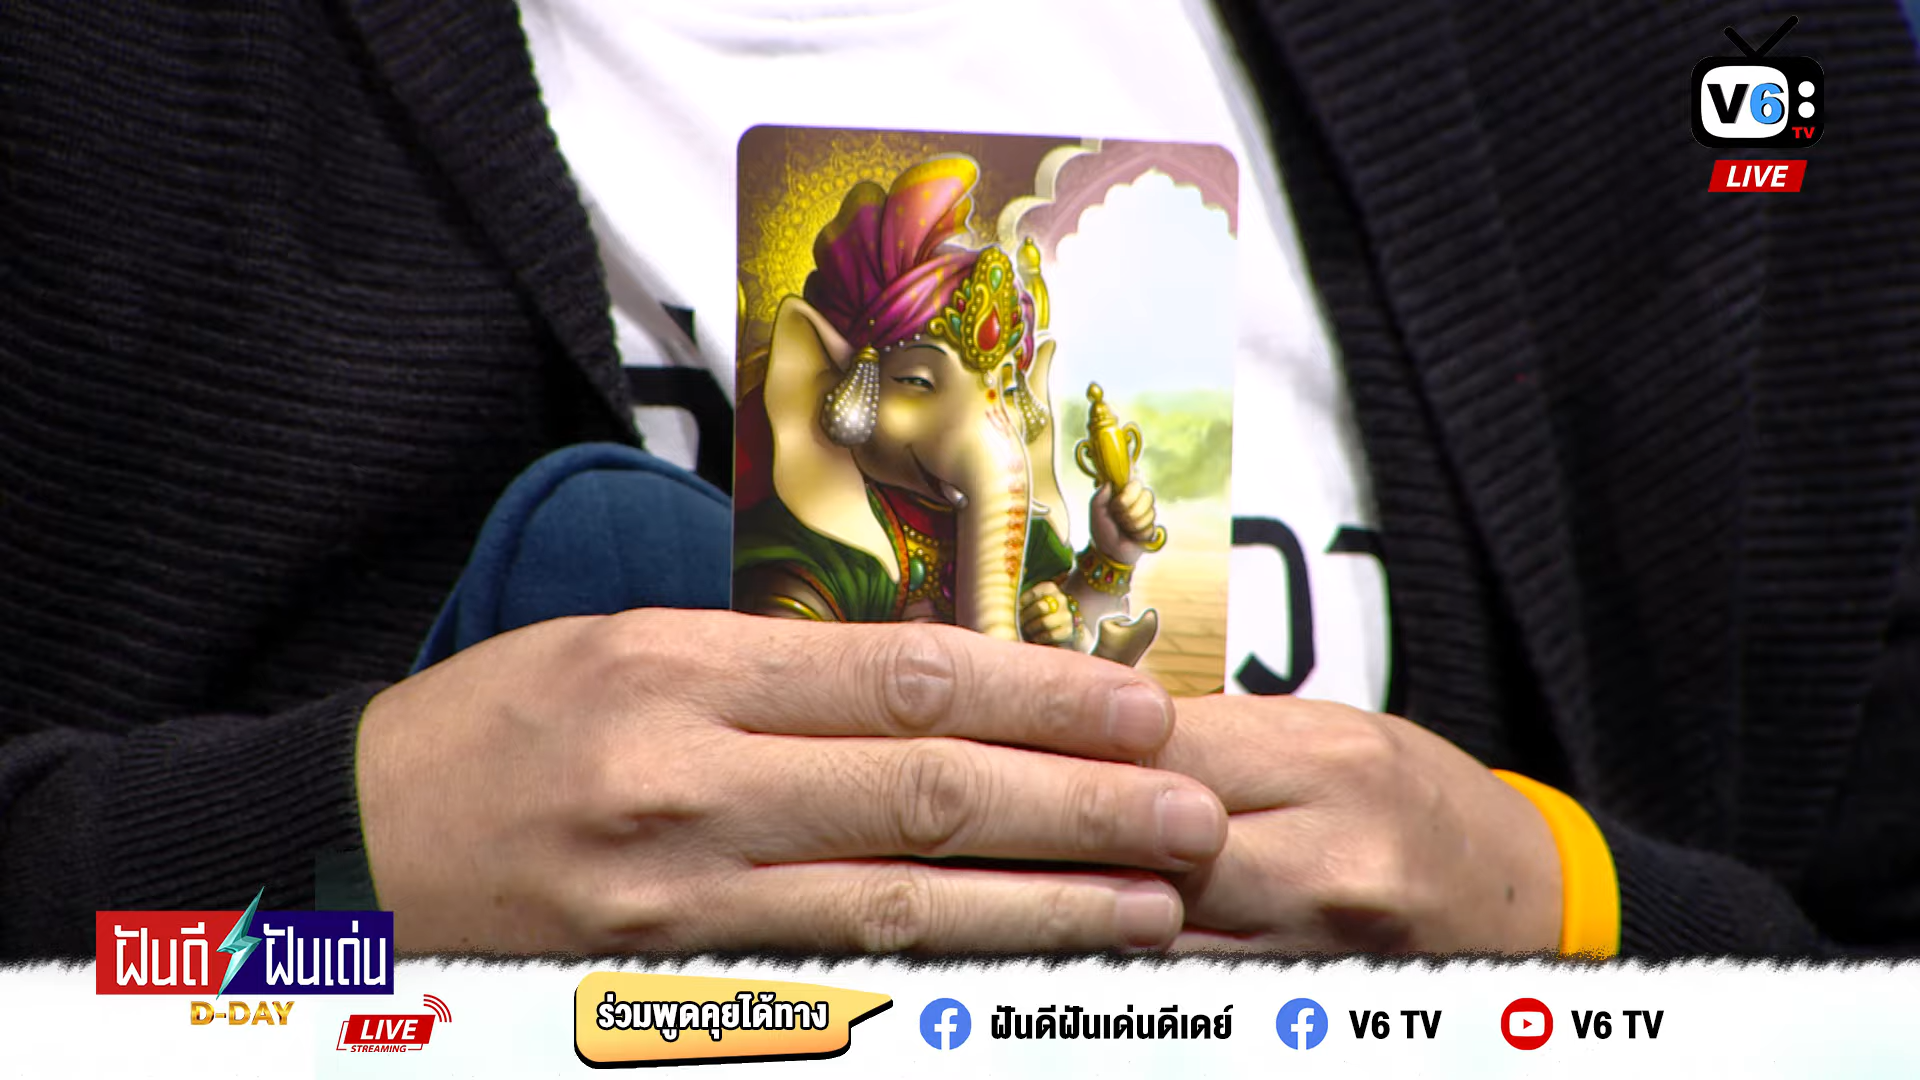 V6
TV
LIVE
ฝันดี ฝันเด่น
D-DAY
LIVE
STREAMING
ร่วมพูดคุยได้ทาง
ฝันดีฝันเด่นดีเดย์
V6 TV
V6 TV